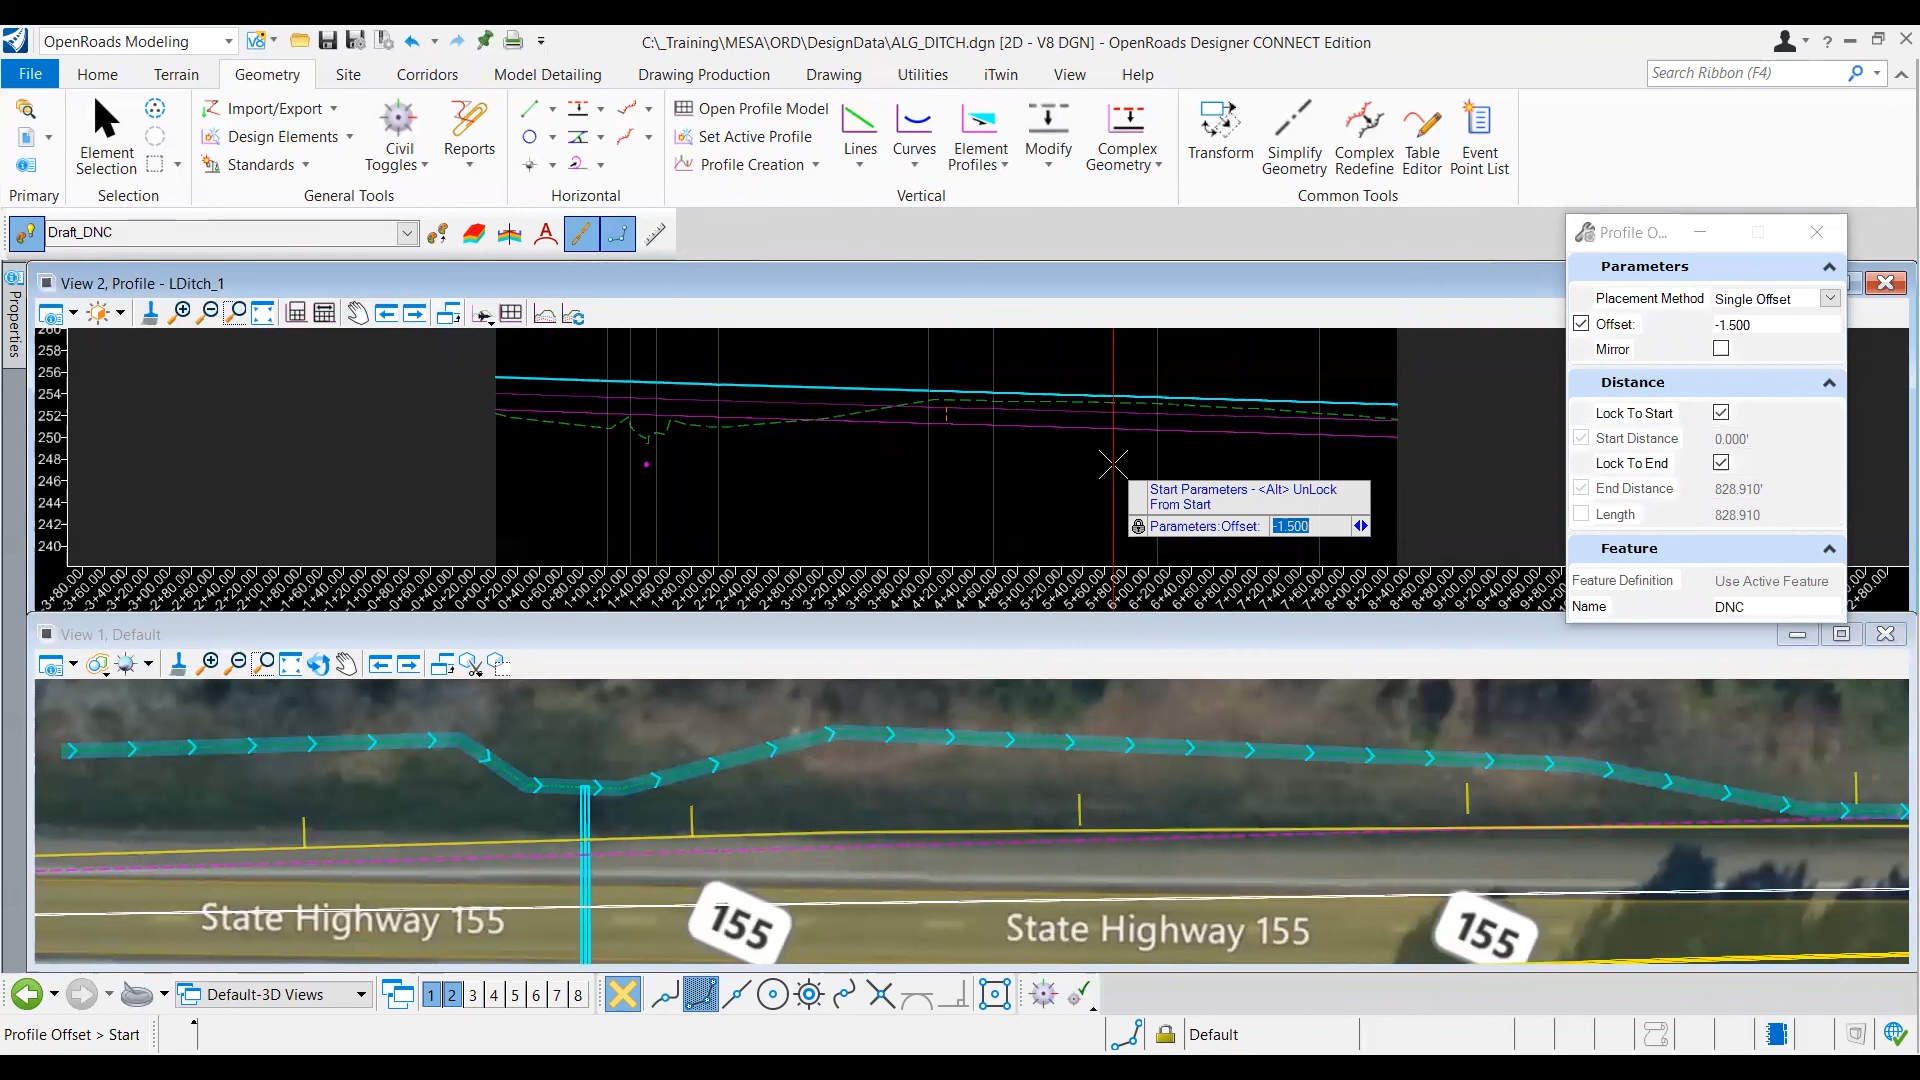 OpenRoads Modeling
C:\_Training\MESA\ORD\DesignData\ALG_DITCH.dgn [2D - V8 DGN] - OpenRoads Designer CONNECT Edition
File Home Terrain Geometry Site Corridors Model Detailing Drawing Production Drawing Utilities iTwin View Help
Search Ribbon (F4)
Import/Export
Design Elements
Standards
Element Selection
Civil Toggles
Reports
Open Profile Model
Set Active Profile
Profile Creation
Lines
Curves
Element Profiles
Modify
Complex Geometry
Transform
Simplify Geometry
Complex Redefine
Table Editor
Event Point List
Primary Selection General Tools Horizontal Vertical Common Tools
Draft_DNC
Properties
View 2, Profile - LDitch_1
Profile O...
Parameters
Placement Method Single Offset
Offset: -1.500
Mirror
Distance
Lock To Start
Start Distance 0.000'
Lock To End
End Distance 828.910'
Length 828.910
Feature
Feature Definition Use Active Feature
Name DNC
260
258
256
254
252
250
248
246
244
242
240
Start Parameters - <Alt> UnLock
From Start
Parameters:Offset: -1.500
View 1, Default
State Highway 155
155
State Highway 155
155
Default-3D Views
1 2 3 4 5 6 7 8
Profile Offset > Start
Default